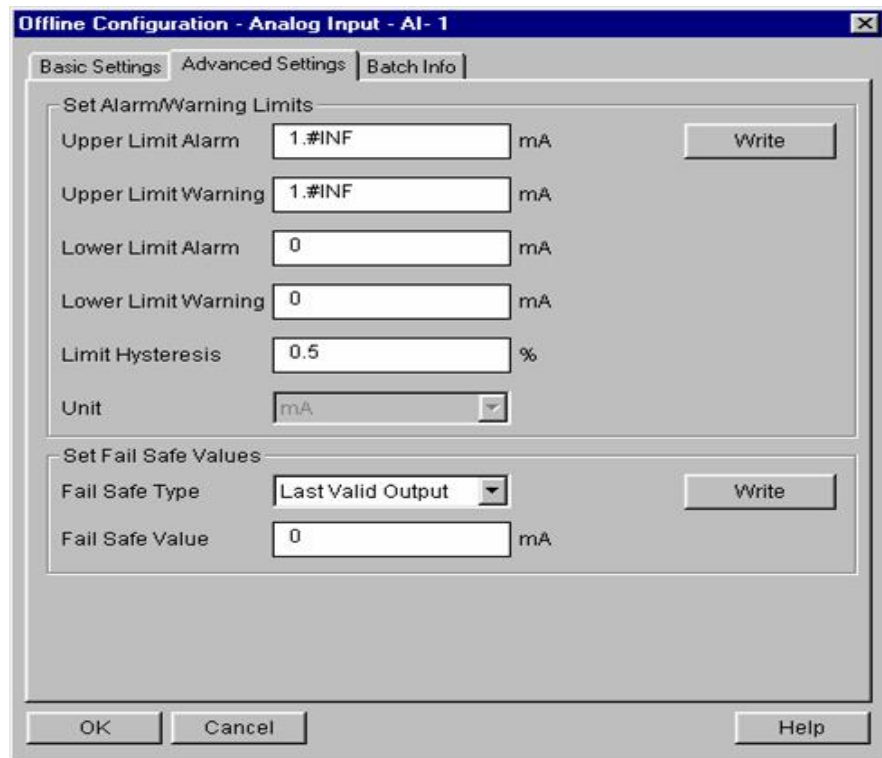 Offline Configuration - Analog Input - AI- 1
Basic Settings Advanced Settings Batch Info
Set Alarm/Warning Limits
Upper Limit Alarm 1.#INF mA Write
Upper Limit Warning 1.#INF mA
Lower Limit Alarm 0 mA
Lower Limit Warning 0 mA
Limit Hysteresis 0.5 %
Unit mA
Set Fail Safe Values
Fail Safe Type Last Valid Output Write
Fail Safe Value 0 mA
OK Cancel Help